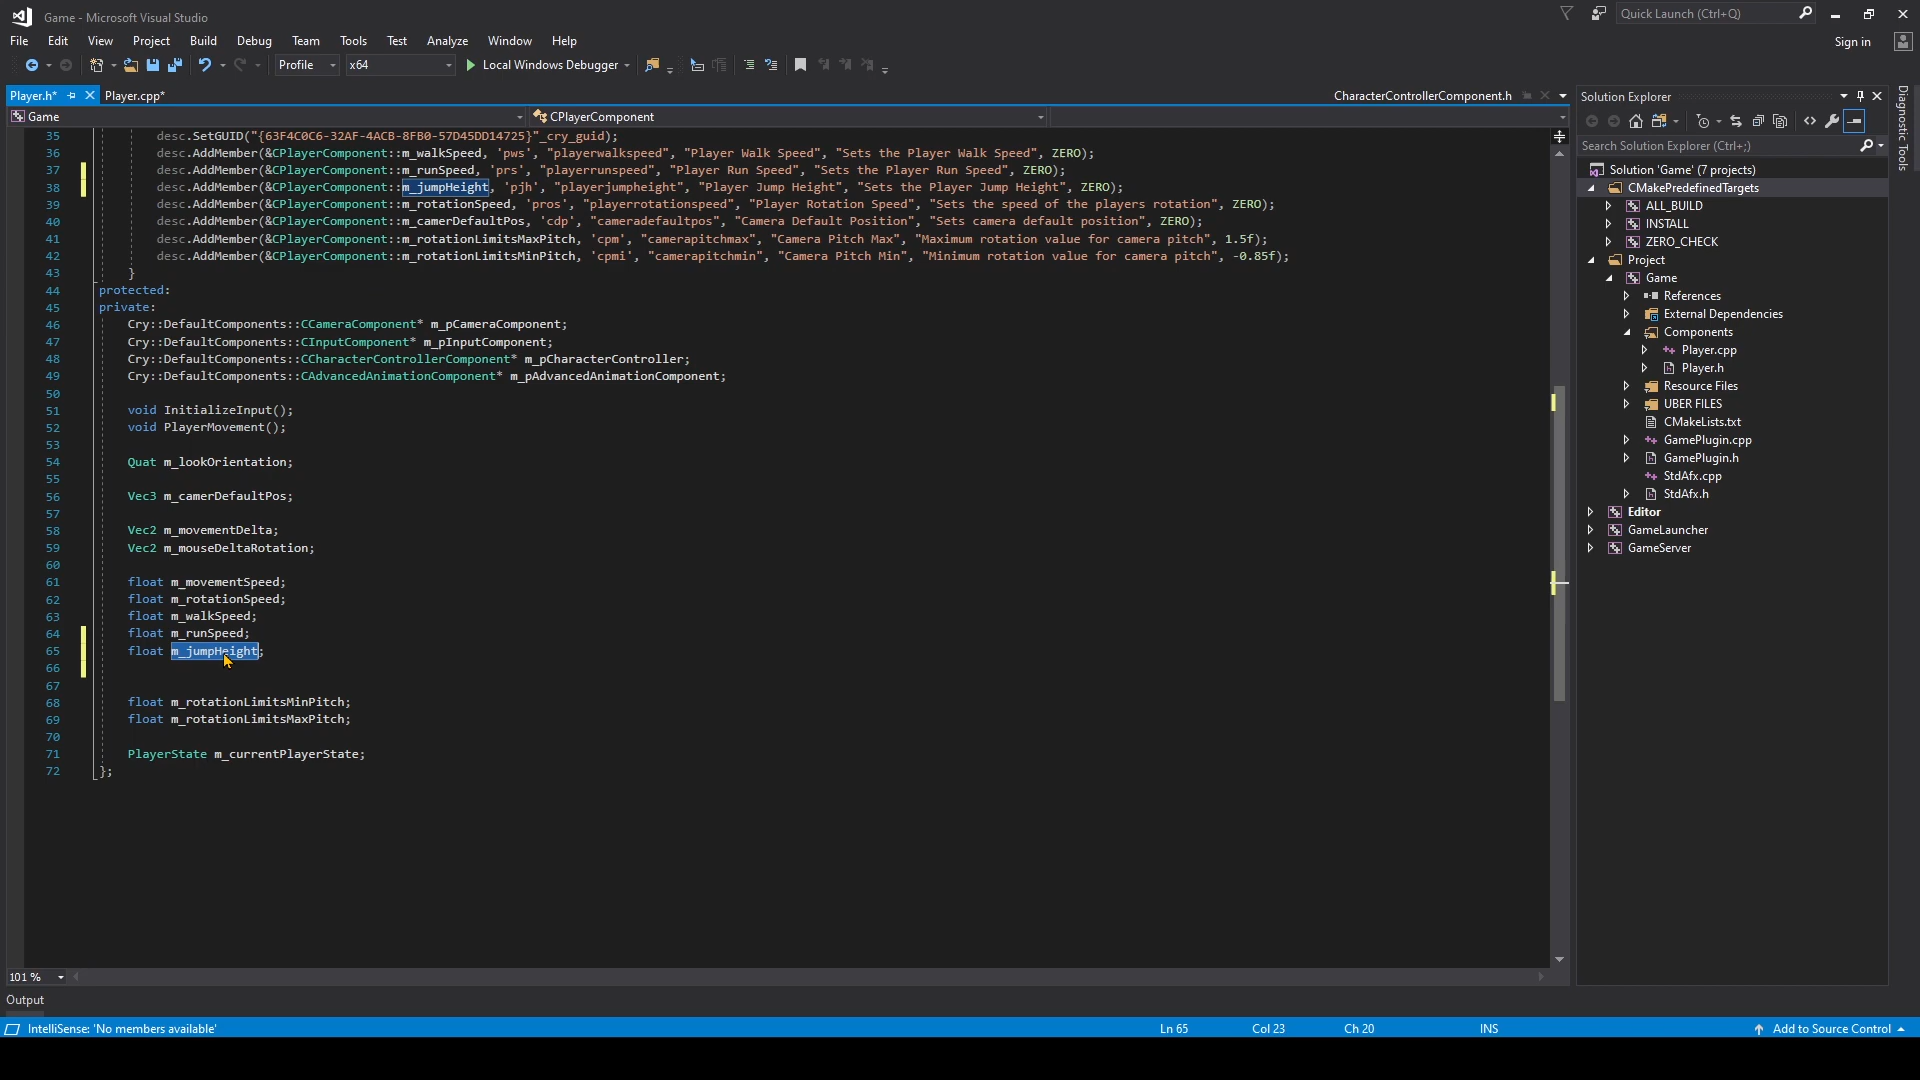 Game - Microsoft Visual Studio
Quick Launch (Ctrl+Q)
File Edit View Project Build Debug Team Tools Test Analyze Window Help
Sign in
Profile x64 Local Windows Debugger
Player.h* Player.cpp* CharacterControllerComponent.h
Game CPlayerComponent
35 desc.SetGUID("{63F4C0C6-32AF-4ACB-8FB0-57D45DD14725}"_cry_guid);
36 desc.AddMember(&CPlayerComponent::m_walkSpeed, 'pws', "playerwalkspeed", "Player Walk Speed", "Sets the Player Walk Speed", ZERO);
37 desc.AddMember(&CPlayerComponent::m_runSpeed, 'prs', "playerrunspeed", "Player Run Speed", "Sets the Player Run Speed", ZERO);
38 desc.AddMember(&CPlayerComponent::m_jumpHeight, 'pjh', "playerjumpheight", "Player Jump Height", "Sets the Player Jump Height", ZERO);
39 desc.AddMember(&CPlayerComponent::m_rotationSpeed, 'pros', "playerrotationspeed", "Player Rotation Speed", "Sets the speed of the players rotation", ZERO);
40 desc.AddMember(&CPlayerComponent::m_camerDefaultPos, 'cdp', "cameradefaultpos", "Camera Default Position", "Sets camera default position", ZERO);
41 desc.AddMember(&CPlayerComponent::m_rotationLimitsMaxPitch, 'cpm', "camerapitchmax", "Camera Pitch Max", "Maximum rotation value for camera pitch", 1.5f);
42 desc.AddMember(&CPlayerComponent::m_rotationLimitsMinPitch, 'cpmi', "camerapitchmin", "Camera Pitch Min", "Minimum rotation value for camera pitch", -0.85f);
43 }
44 protected:
45 private:
46 Cry::DefaultComponents::CCameraComponent* m_pCameraComponent;
47 Cry::DefaultComponents::CInputComponent* m_pInputComponent;
48 Cry::DefaultComponents::CCharacterControllerComponent* m_pCharacterController;
49 Cry::DefaultComponents::CAdvancedAnimationComponent* m_pAdvancedAnimationComponent;
50
51 void InitializeInput();
52 void PlayerMovement();
53
54 Quat m_lookOrientation;
55
56 Vec3 m_camerDefaultPos;
57
58 Vec2 m_movementDelta;
59 Vec2 m_mouseDeltaRotation;
60
61 float m_movementSpeed;
62 float m_rotationSpeed;
63 float m_walkSpeed;
64 float m_runSpeed;
65 float m_jumpHeight;
66
67
68 float m_rotationLimitsMinPitch;
69 float m_rotationLimitsMaxPitch;
70
71 PlayerState m_currentPlayerState;
72 };
101 %
Output
IntelliSense: 'No members available'
Ln 65 Col 23 Ch 20 INS Add to Source Control
Solution Explorer
Search Solution Explorer (Ctrl+;)
Solution 'Game' (7 projects)
CMakePredefinedTargets
ALL_BUILD
INSTALL
ZERO_CHECK
Project
Game
References
External Dependencies
Components
Player.cpp
Player.h
Resource Files
UBER FILES
CMakeLists.txt
GamePlugin.cpp
GamePlugin.h
StdAfx.cpp
StdAfx.h
Editor
GameLauncher
GameServer
Diagnostic Tools